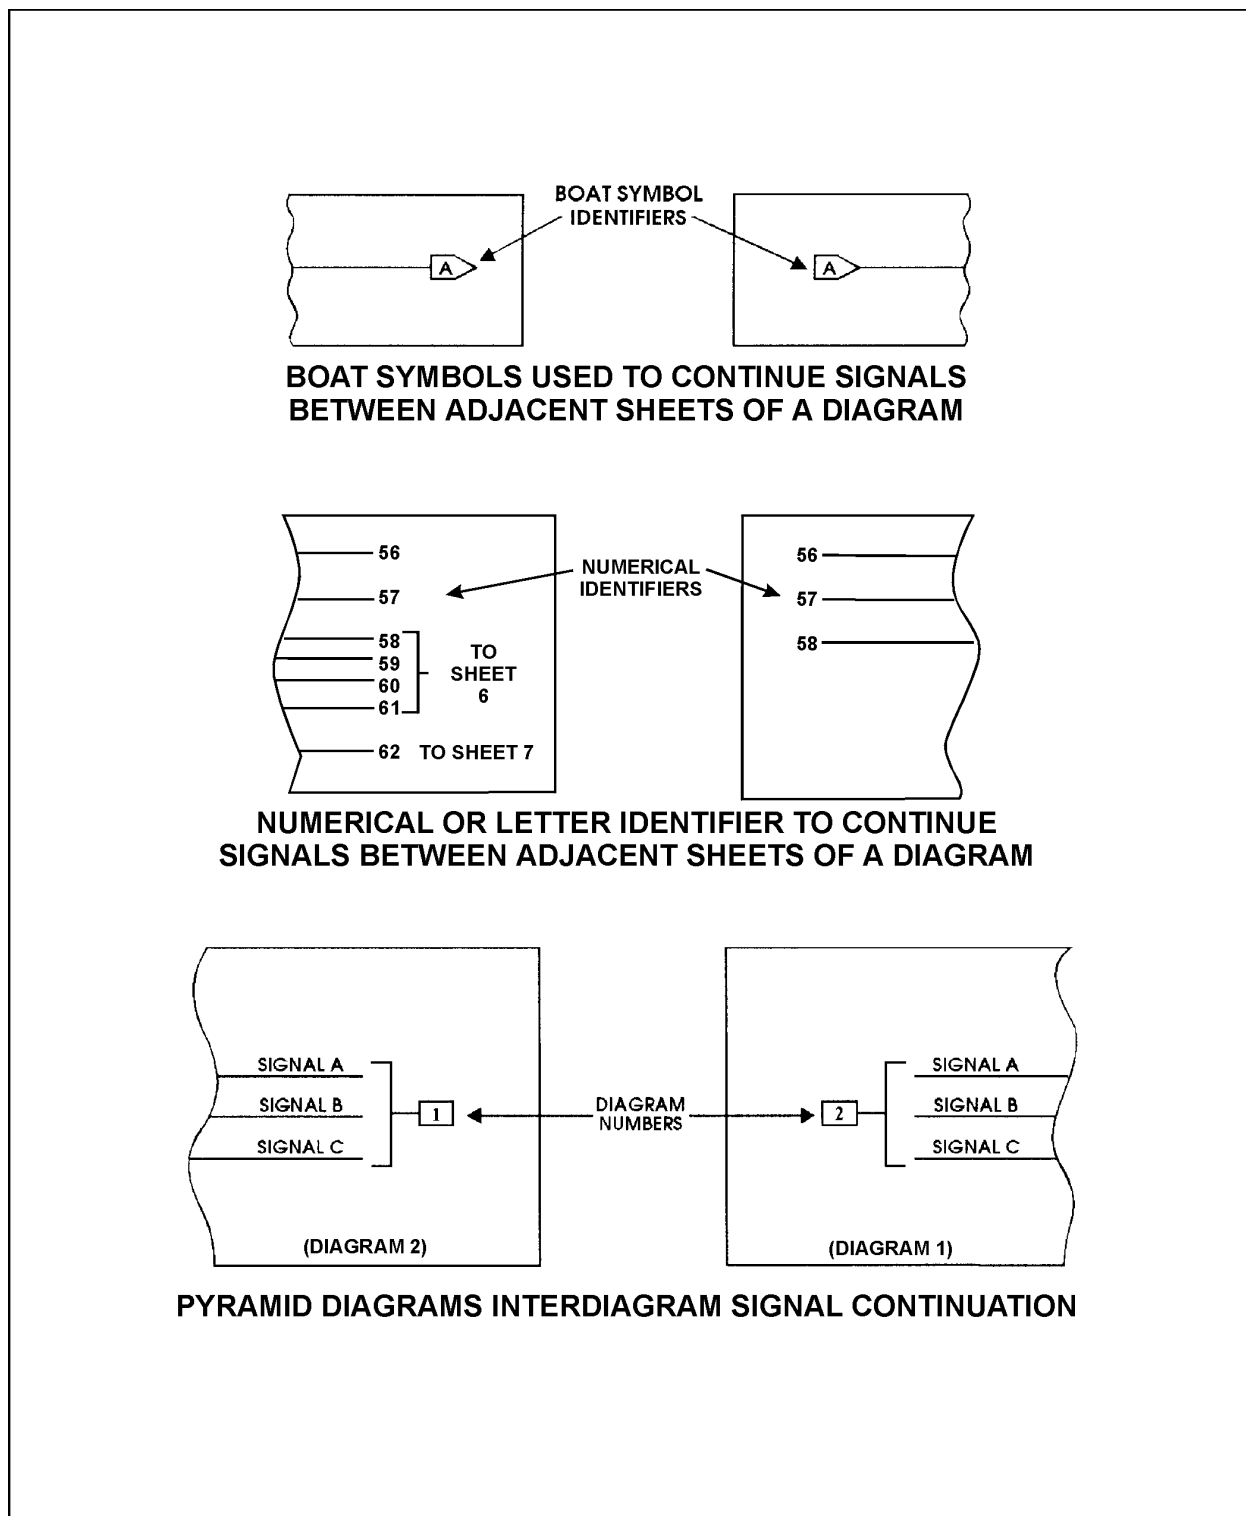 BOAT SYMBOL
IDENTIFIERS
A
A
BOAT SYMBOLS USED TO CONTINUE SIGNALS
BETWEEN ADJACENT SHEETS OF A DIAGRAM
56
57
58
59
60
61
TO
SHEET
6
62 TO SHEET 7
NUMERICAL
IDENTIFIERS
56
57
58
NUMERICAL OR LETTER IDENTIFIER TO CONTINUE
SIGNALS BETWEEN ADJACENT SHEETS OF A DIAGRAM
SIGNAL A
SIGNAL B
SIGNAL C
1
(DIAGRAM 2)
DIAGRAM
NUMBERS
2
SIGNAL A
SIGNAL B
SIGNAL C
(DIAGRAM 1)
PYRAMID DIAGRAMS INTERDIAGRAM SIGNAL CONTINUATION